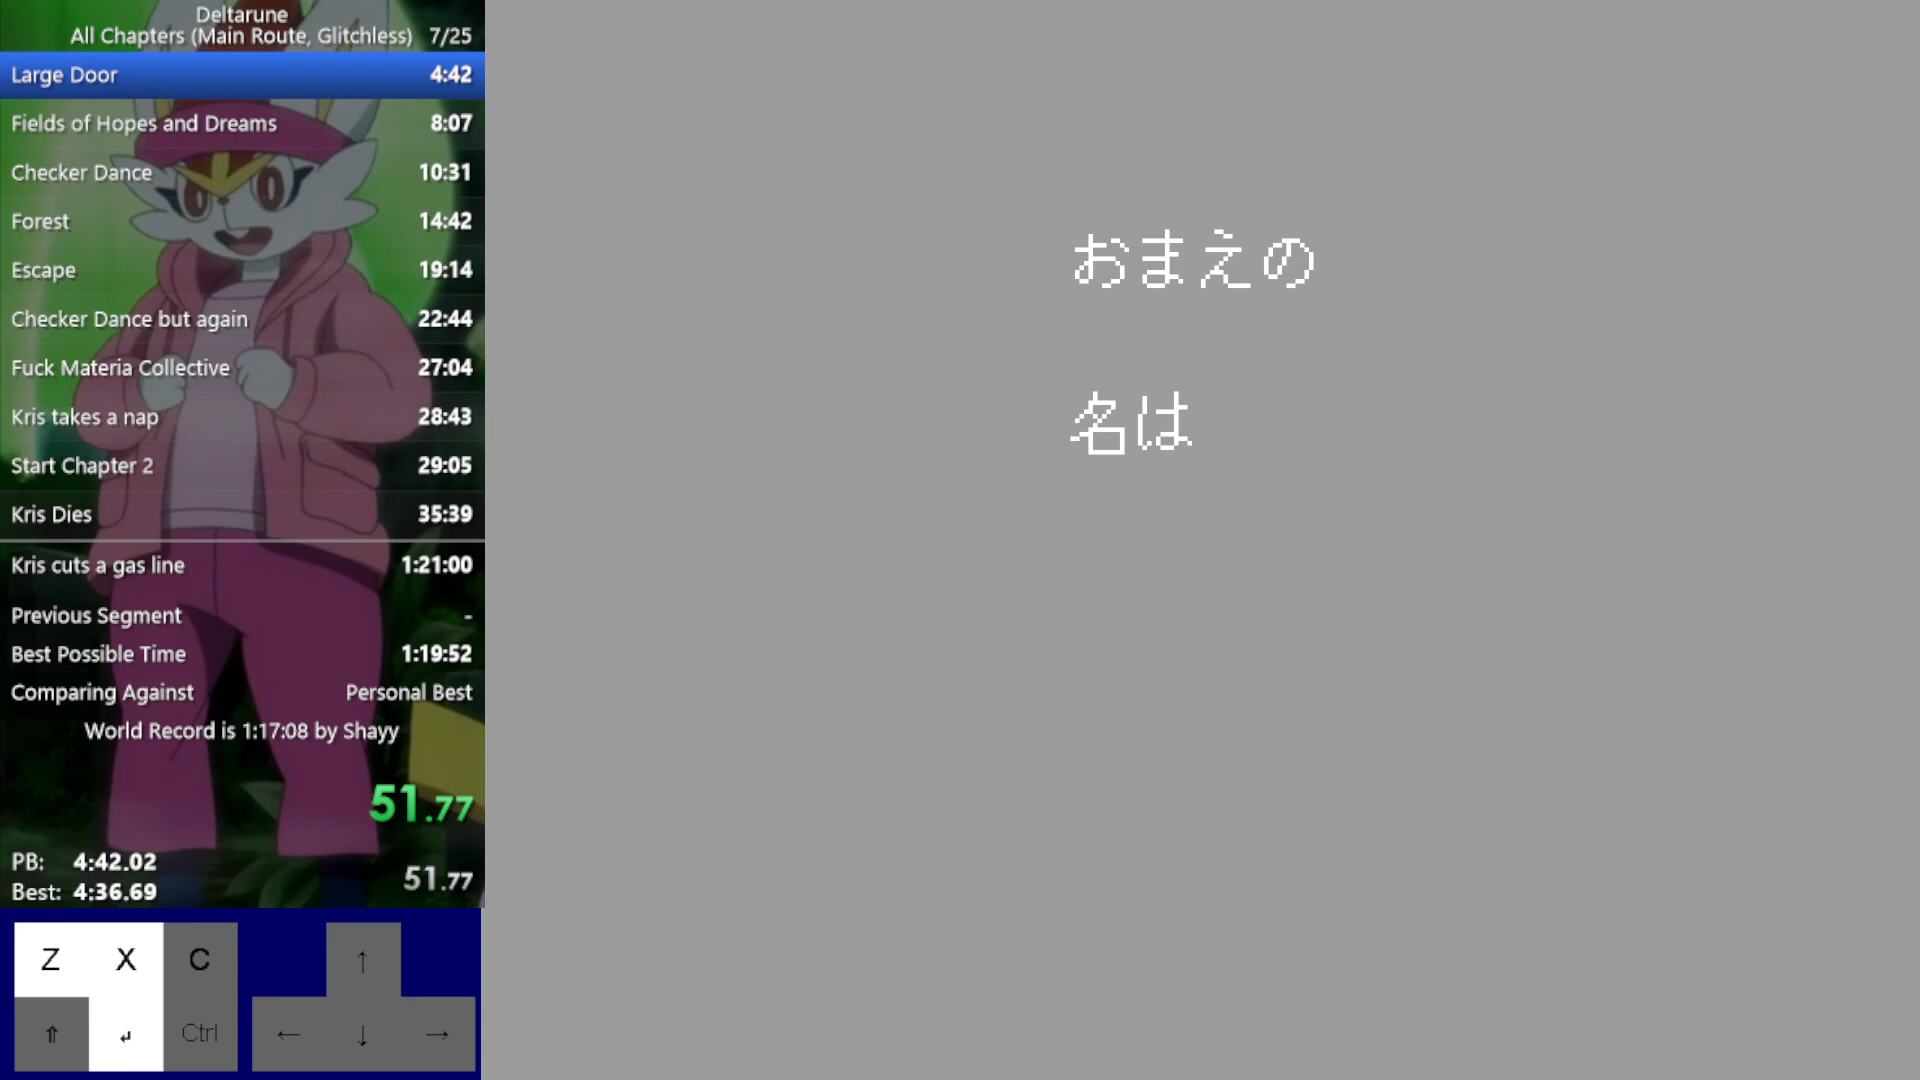 Deltarune
All Chapters (Main Route, Glitchless) 7/25
Large Door 4:42
Fields of Hopes and Dreams 8:07
Checker Dance 10:31
Forest 14:42
Escape 19:14
Checker Dance but again 22:44
Fuck Materia Collective 27:04
Kris takes a nap 28:43
Start Chapter 2 29:05
Kris Dies 35:39
Kris cuts a gas line 1:21:00
Previous Segment -
Best Possible Time 1:19:52
Comparing Against Personal Best
World Record is 1:17:08 by Shayy
51.77
PB: 4:42.02
Best: 4:36.69
51.77
Z X C ↑
⇑ ↵ Ctrl ← ↓ →
おまえの
名は